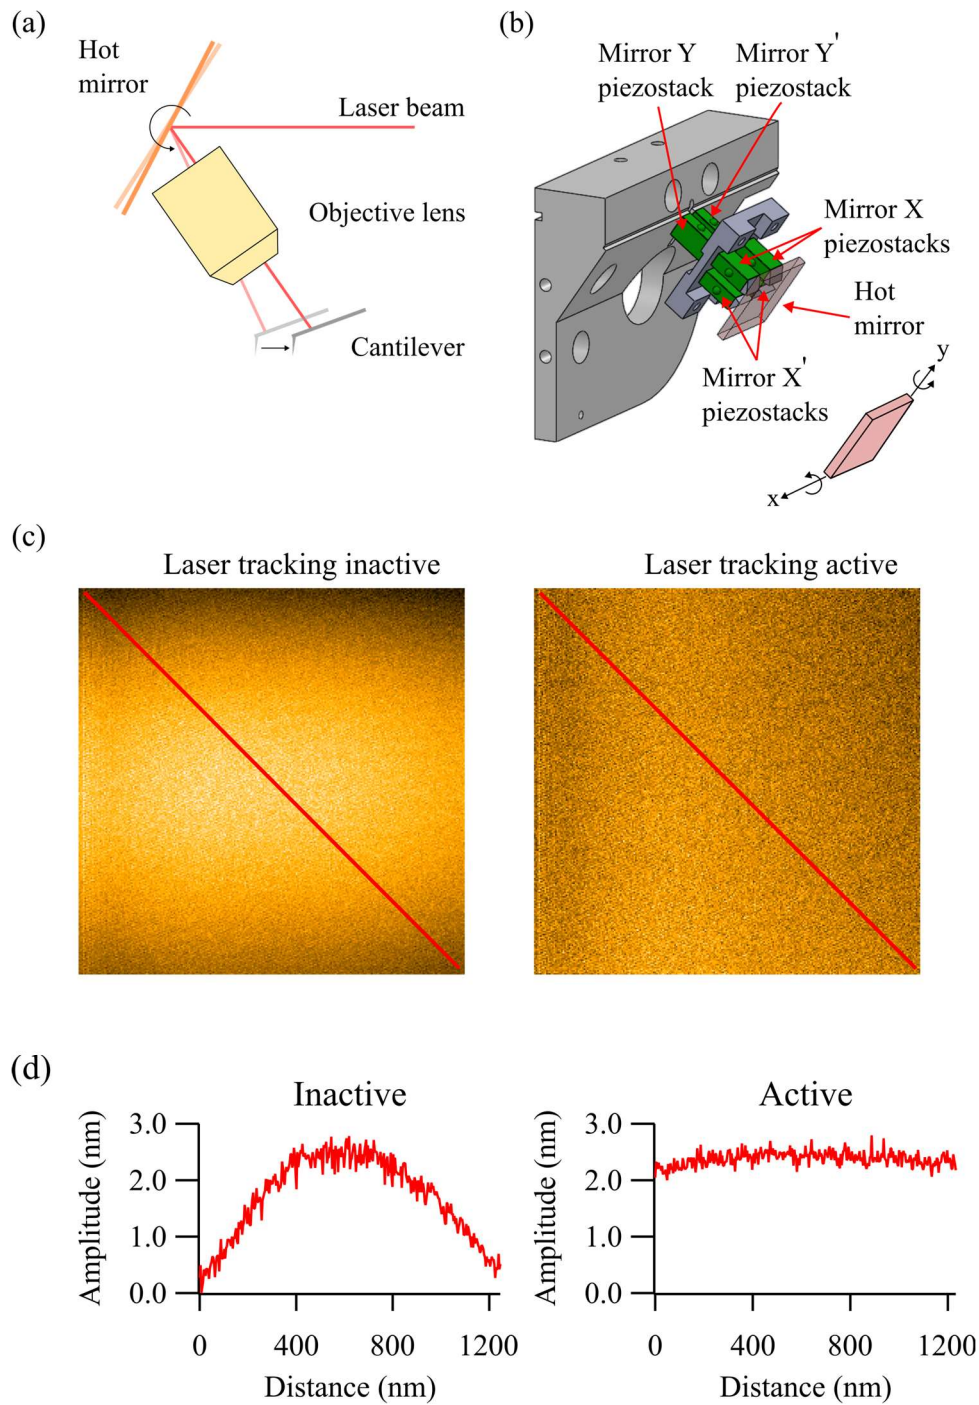 (a)
Hot
mirror
Laser beam
Objective lens
Cantilever
(b)
Mirror Y
piezostack
Mirror Y'
piezostack
Mirror X
piezostacks
Hot
mirror
Mirror X'
piezostacks
y
x
(c)
Laser tracking inactive
Laser tracking active
(d)
Inactive
Amplitude (nm)
3.0
2.0
1.0
0.0
0 400 800 1200
Distance (nm)
Active
Amplitude (nm)
3.0
2.0
1.0
0.0
0 400 800 1200
Distance (nm)